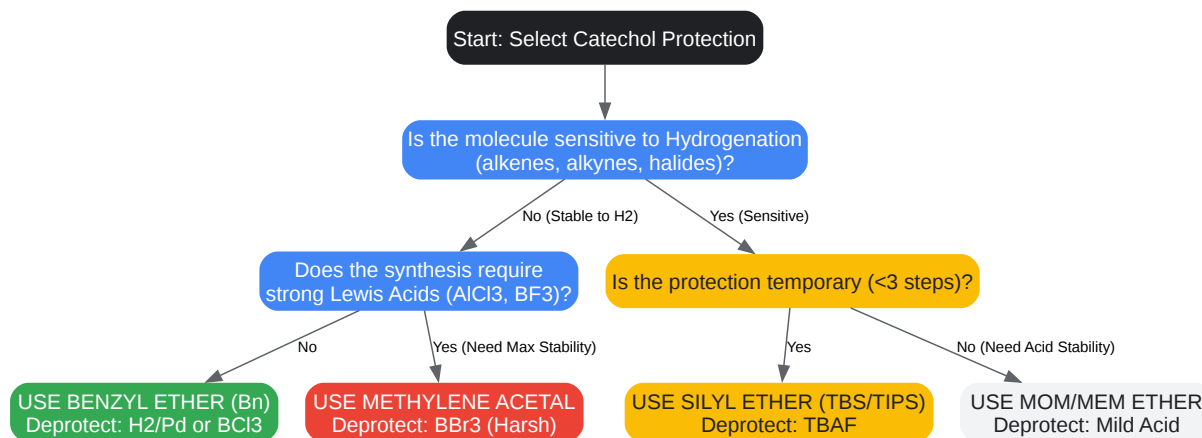 Start: Select Catechol Protection
Is the molecule sensitive to Hydrogenation
(alkenes, alkynes, halides)?
No (Stable to H2)
Yes (Sensitive)
Does the synthesis require
strong Lewis Acids (AlCl3, BF3)?
Is the protection temporary (<3 steps)?
No
Yes (Need Max Stability)
Yes
No (Need Acid Stability)
USE BENZYL ETHER (Bn)
Deprotect: H2/Pd or BCl3
USE METHYLENE ACETAL
Deprotect: BBr3 (Harsh)
USE SILYL ETHER (TBS/TIPS)
Deprotect: TBAF
USE MOM/MEM ETHER
Deprotect: Mild Acid